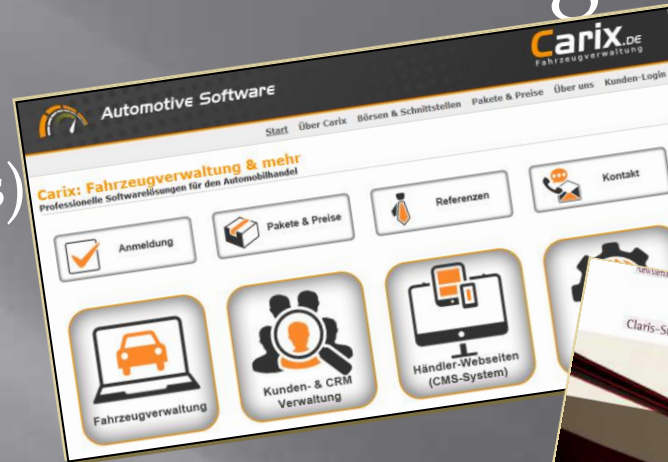 Automotive Software
Carix.DE
Fahrzeugverwaltung
Start Über Carix Börsen & Schnittstellen Pakete & Preise Über uns Kunden-Login
Carix: Fahrzeugverwaltung & mehr
Professionelle Softwarelösungen für den Automobilhandel
Anmeldung
Pakete & Preise
Referenzen
Kontakt
Fahrzeugverwaltung
Kunden- & CRM
Verwaltung
Händler-Webseiten
(CMS-System)